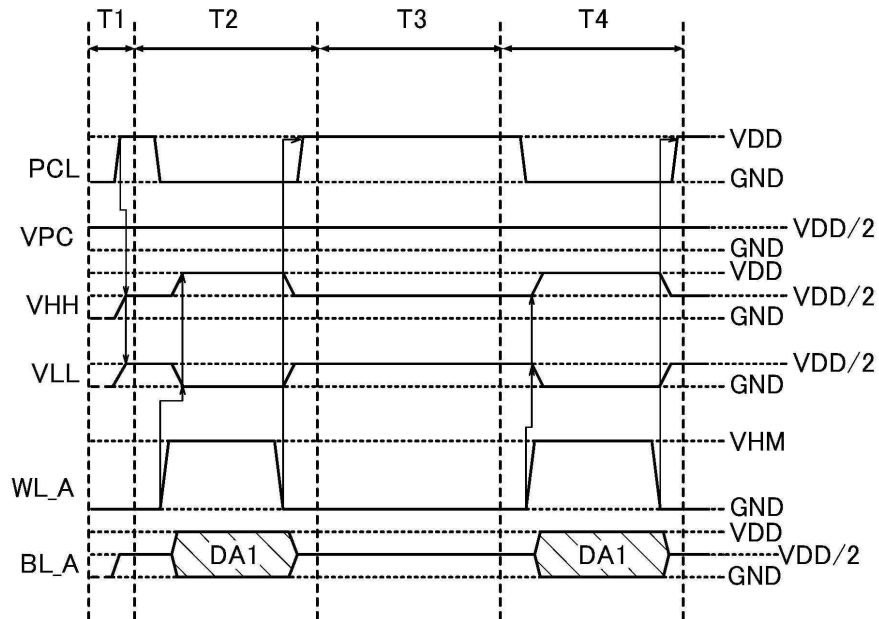 T1 T2 T3 T4
VDD
PCL
GND
VPC
VDD/2
GND
VDD
VHH
VDD/2
GND
VLL
VDD/2
GND
VHM
WL_A
GND
VDD
BL_A DA1 DA1 VDD/2
GND